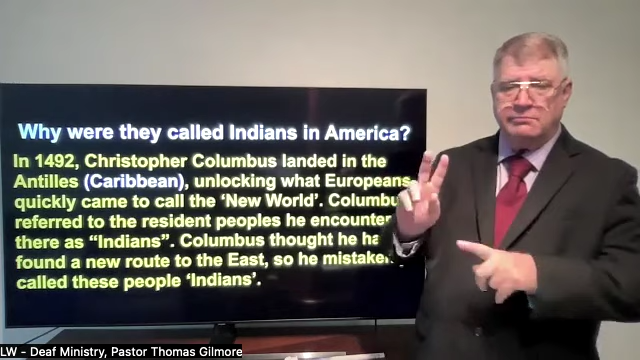 Why were they called Indians in America?
In 1492, Christopher Columbus landed in the
Antilles (Caribbean), unlocking what Europeans
quickly came to call the ‘New World’.
referred to the resident peoples he
there as “Indians”. Columbus thought he
found a new route to the East, so he
called these people ‘Indians’.
LW - Deaf Ministry, Pastor Thomas Gilmore